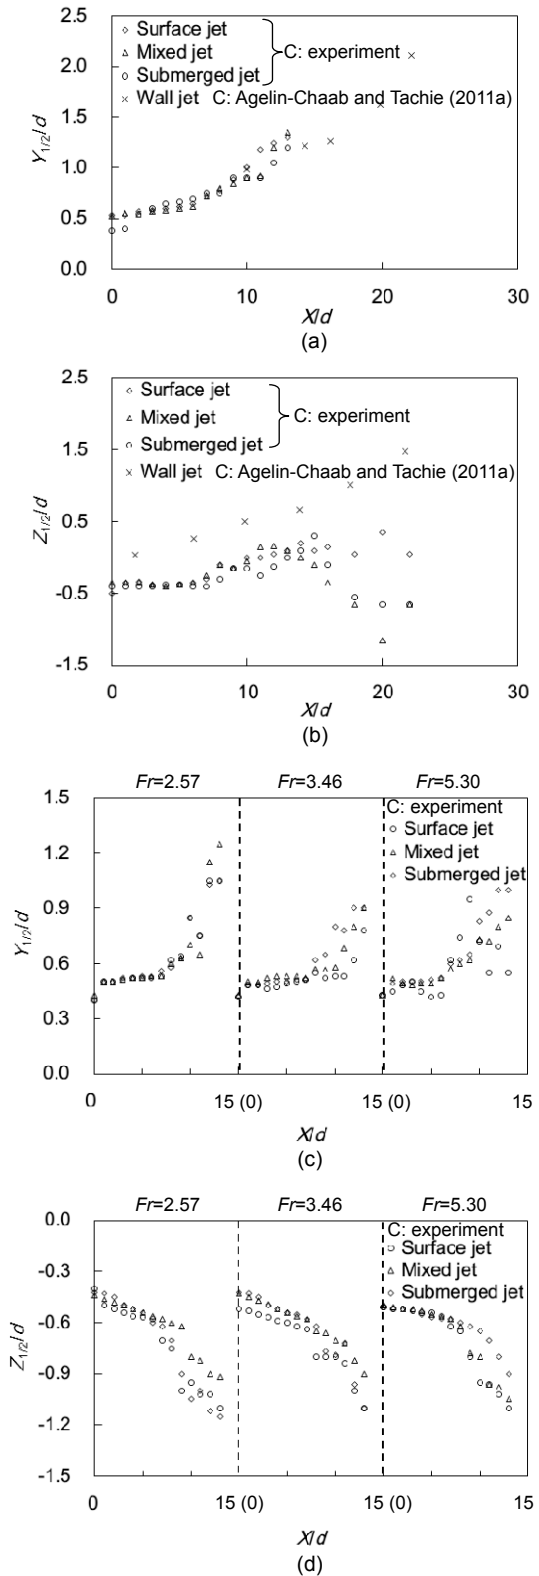 2.5
2.0
1.5
1.0
0.5
0.0
Y1/2/d
Surface jet
Mixed jet
Submerged jet
C: experiment
Wall jet C: Agelin-Chaab and Tachie (2011a)
0 10 20 30
X/d
(a)
2.5
1.5
0.5
-0.5
-1.5
Z1/2/d
Surface jet
Mixed jet
Submerged jet
C: experiment
Wall jet C: Agelin-Chaab and Tachie (2011a)
0 10 20 30
X/d
(b)
Fr=2.57 Fr=3.46 Fr=5.30
1.5
1.2
0.9
0.6
0.3
0.0
Y1/2/d
C: experiment
Surface jet
Mixed jet
Submerged jet
0 15 (0) 15 (0) 15
X/d
(c)
Fr=2.57 Fr=3.46 Fr=5.30
0.0
-0.3
-0.6
-0.9
-1.2
-1.5
Z1/2/d
C: experiment
Surface jet
Mixed jet
Submerged jet
0 15 (0) 15 (0) 15
X/d
(d)